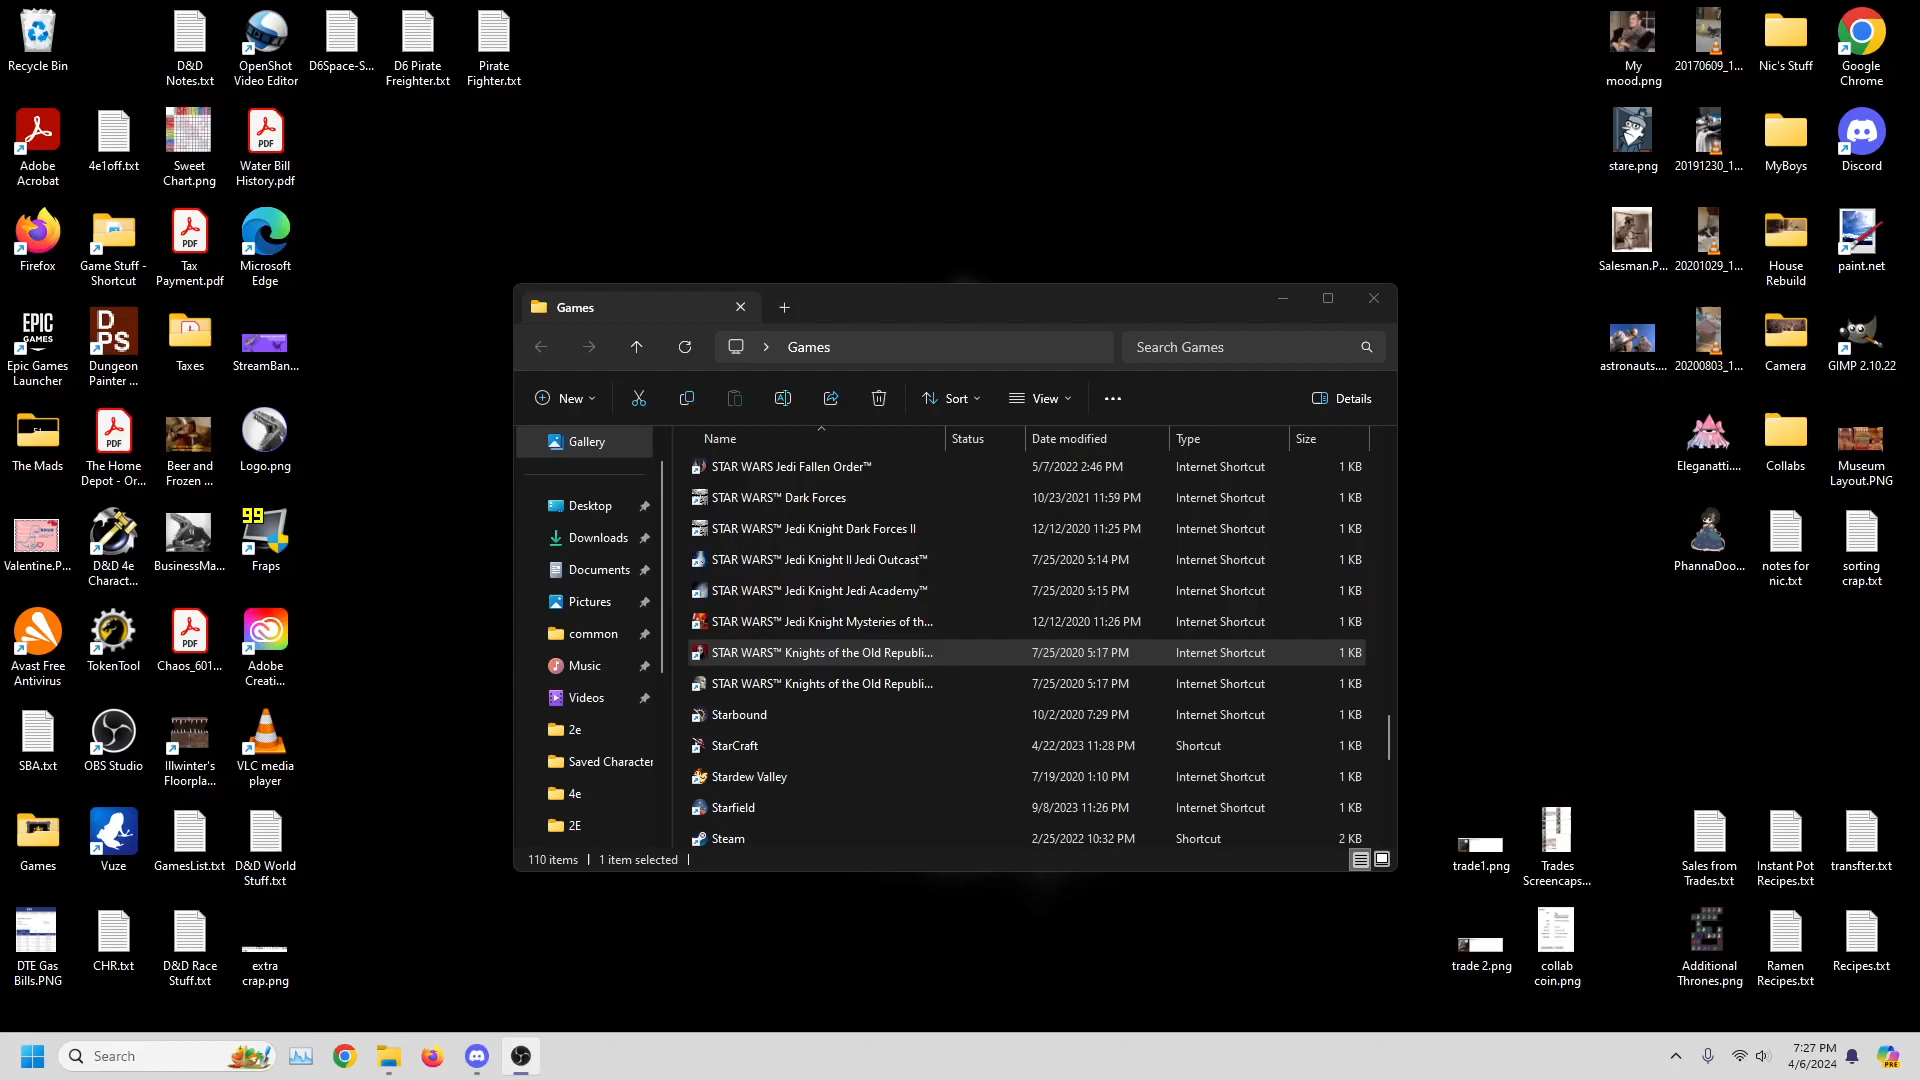 Recycle Bin
D&D
Notes.txt
OpenShot
Video Editor
D6Space-S...
D6 Pirate
Freighter.txt
Pirate
Fighter.txt
My
mood.png
20170609_1...
Nic's Stuff
Google
Chrome
Adobe
Acrobat
4e1off.txt
Sweet
Chart.png
PDF
Water Bill
History.pdf
stare.png
20191230_1...
MyBoys
Discord
Firefox
Game Stuff -
Shortcut
PDF
Tax
Payment.pdf
Microsoft
Edge
Salesman.P...
20201029_1...
House
Rebuild
paint.net
EPIC
GAMES
Epic Games
Launcher
D
PS
Dungeon
Painter ...
Taxes
StreamBan...
astronauts....
20200803_1...
Camera
GIMP 2.10.22
The Mads
PDF
The Home
Depot - Or...
Beer and
Frozen ...
Logo.png
Eleganatti....
Collabs
Museum
Layout.PNG
Valentine.P...
D&D 4e
Charact...
BusinessMa...
99
Fraps
PhannaDoo...
notes for
nic.txt
sorting
crap.txt
Avast Free
Antivirus
TokenTool
PDF
Chaos_601...
Adobe
Creati...
SBA.txt
OBS Studio
Illwinter's
Floorpla...
VLC media
player
Games
Vuze
GamesList.txt
D&D World
Stuff.txt
trade1.png
Trades
Screencaps...
Sales from
Trades.txt
Instant Pot
Recipes.txt
transfter.txt
DTE Gas
Bills.PNG
CHR.txt
D&D Race
Stuff.txt
extra
crap.png
trade 2.png
collab
coin.png
Additional
Thrones.png
Ramen
Recipes.txt
Recipes.txt
Games
Games
Search Games
New
Sort
View
Details
Gallery
Desktop
Downloads
Documents
Pictures
common
Music
Videos
2e
Saved Character
4e
2E
Name Status Date modified Type Size
STAR WARS Jedi Fallen Order™ 5/7/2022 2:46 PM Internet Shortcut 1 KB
STAR WARS™ Dark Forces 10/23/2021 11:59 PM Internet Shortcut 1 KB
STAR WARS™ Jedi Knight Dark Forces II 12/12/2020 11:25 PM Internet Shortcut 1 KB
STAR WARS™ Jedi Knight II Jedi Outcast™ 7/25/2020 5:14 PM Internet Shortcut 1 KB
STAR WARS™ Jedi Knight Jedi Academy™ 7/25/2020 5:15 PM Internet Shortcut 1 KB
STAR WARS™ Jedi Knight Mysteries of th... 12/12/2020 11:26 PM Internet Shortcut 1 KB
STAR WARS™ Knights of the Old Republi... 7/25/2020 5:17 PM Internet Shortcut 1 KB
STAR WARS™ Knights of the Old Republi... 7/25/2020 5:17 PM Internet Shortcut 1 KB
Starbound 10/2/2020 7:29 PM Internet Shortcut 1 KB
StarCraft 4/22/2023 11:28 PM Shortcut 1 KB
Stardew Valley 7/19/2020 1:10 PM Internet Shortcut 1 KB
Starfield 9/8/2023 11:26 PM Internet Shortcut 1 KB
Steam 2/25/2022 10:32 PM Shortcut 2 KB
110 items
1 item selected
Search
7:27 PM
4/6/2024
PRE